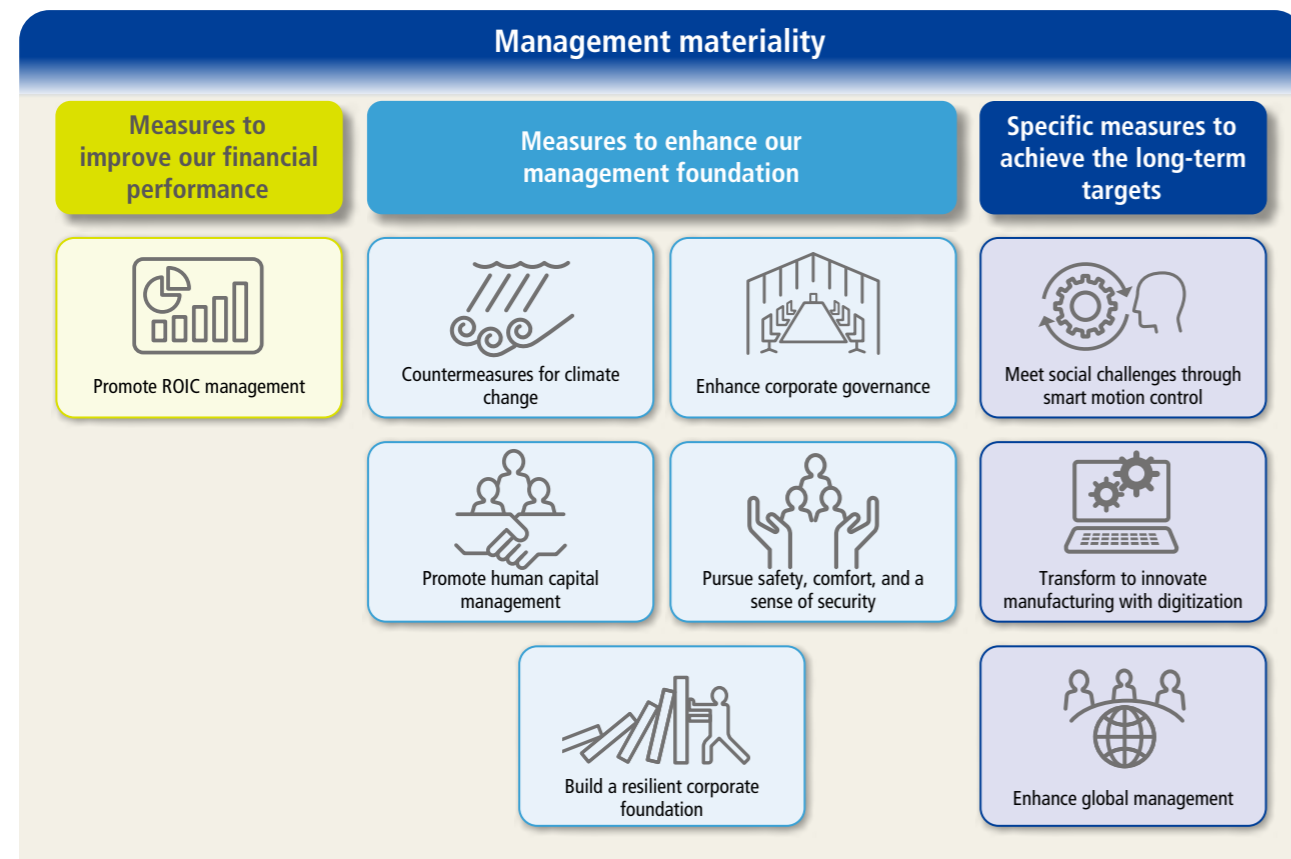 Management materiality
Measures to
improve our financial
performance
Measures to enhance our
management foundation
Specific measures to
achieve the long-term
targets
Promote ROIC management
Countermeasures for climate
change
Enhance corporate governance
Meet social challenges through
smart motion control
Promote human capital
management
Pursue safety, comfort, and a
sense of security
Transform to innovate
manufacturing with digitization
Build a resilient corporate
foundation
Enhance global management